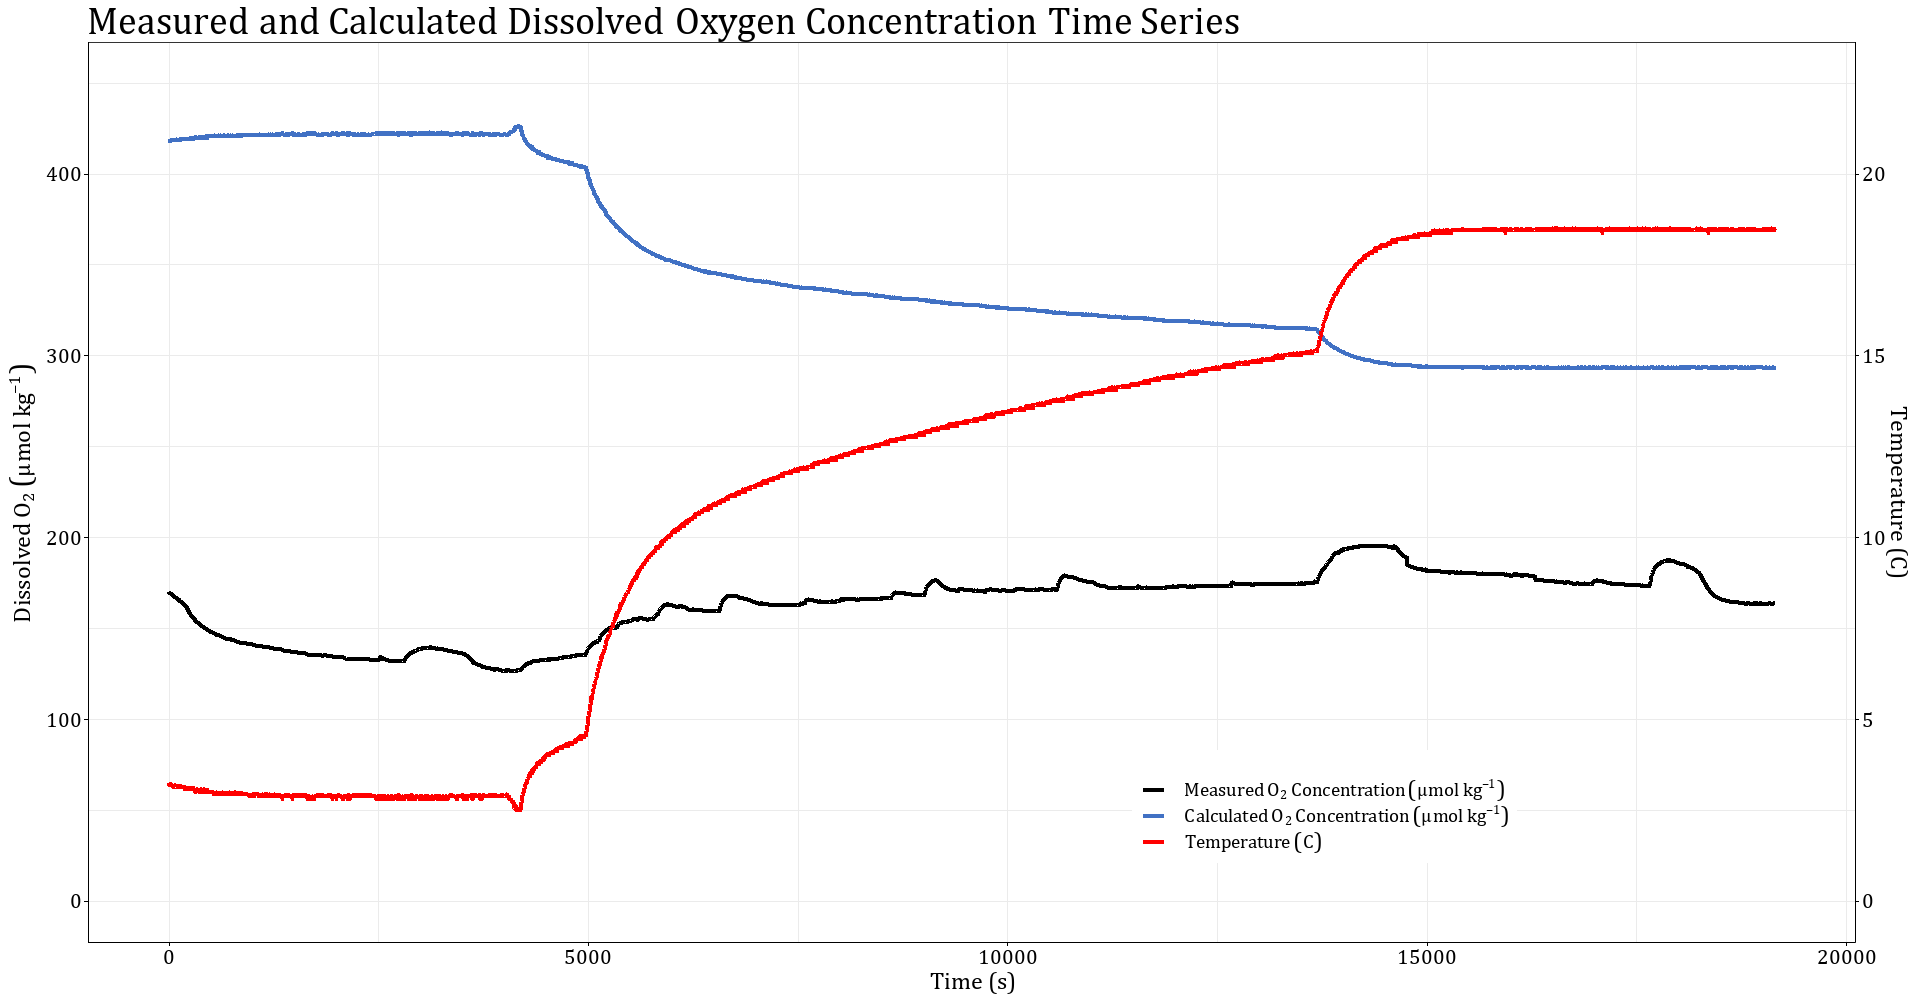 Measured and Calculated Dissolved Oxygen Concentration Time Series
Dissolved O₂ (μmol kg⁻¹)
400
300
200
100
0
20
15
10
5
0
Temperature (C)
Measured O₂ Concentration (μmol kg⁻¹)
Calculated O₂ Concentration (μmol kg⁻¹)
Temperature (C)
0 5000 10000 15000 20000
Time (s)